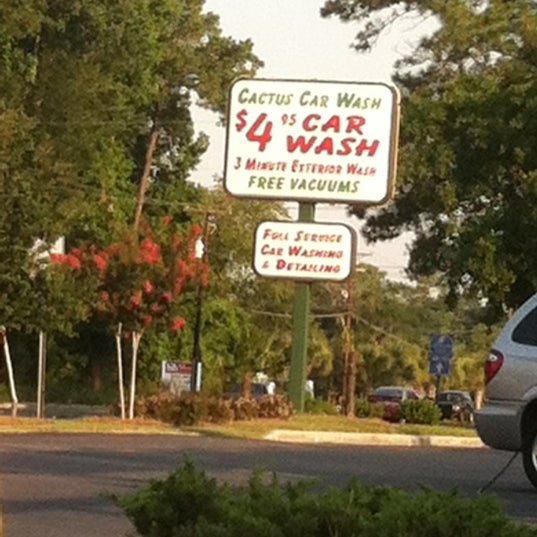 CACTUS CAR WASH
$4 95 CAR
WASH
3 MINUTE EXTERIOR WASH
FREE VACUUMS
FULL SERVICE
CAR WASHING
& DETAILING